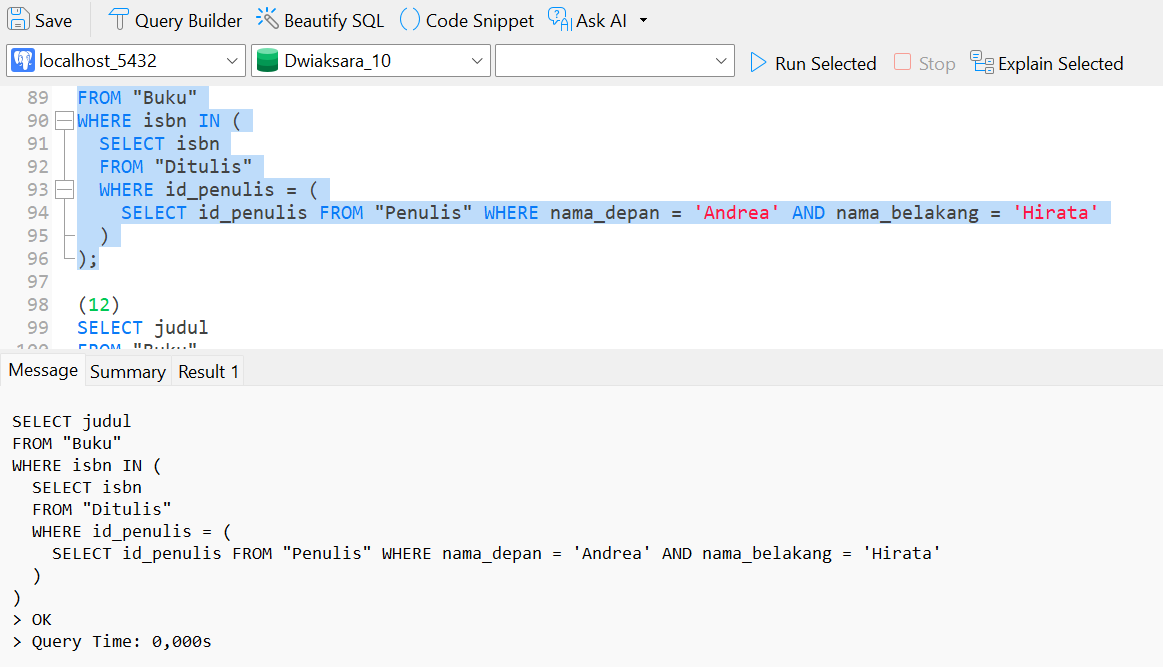 Save Query Builder Beautify SQL () Code Snippet Ask AI
localhost_5432 Dwiaksara_10 Run Selected Stop Explain Selected
89 FROM "Buku"
90 WHERE isbn IN (
91 SELECT isbn
92 FROM "Ditulis"
93 WHERE id_penulis = (
94 SELECT id_penulis FROM "Penulis" WHERE nama_depan = 'Andrea' AND nama_belakang = 'Hirata'
95 )
96 );
97
98 (12)
99 SELECT judul
100 FROM "Buku"
Message Summary Result 1
SELECT judul
FROM "Buku"
WHERE isbn IN (
SELECT isbn
FROM "Ditulis"
WHERE id_penulis = (
SELECT id_penulis FROM "Penulis" WHERE nama_depan = 'Andrea' AND nama_belakang = 'Hirata'
)
)
> OK
> Query Time: 0,000s